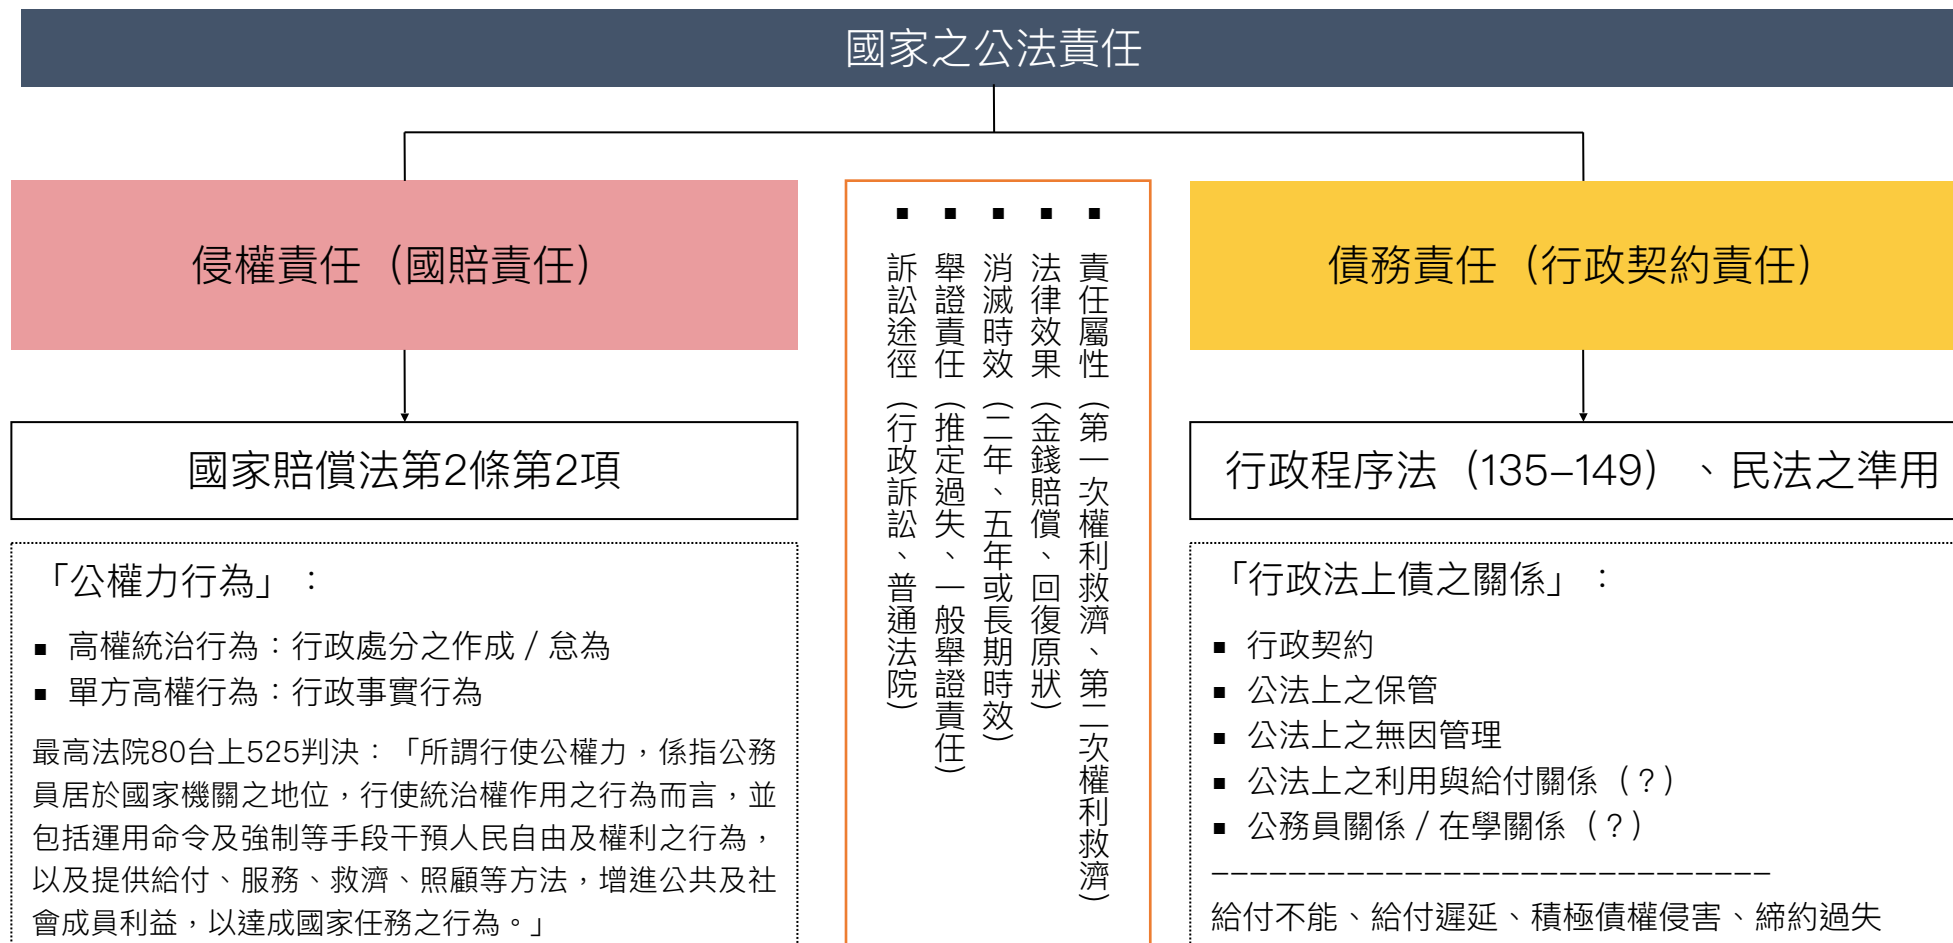 國家之公法責任
侵權責任（國賠責任）
國家賠償法第2條第2項
「公權力行為」：
▪ 高權統治行為：行政處分之作成 / 怠為
▪ 單方高權行為：行政事實行為
最高法院80台上525判決：「所謂行使公權力，係指公務
員居於國家機關之地位，行使統治權作用之行為而言，並
包括運用命令及強制等手段干預人民自由及權利之行為，
以及提供給付、服務、救濟、照顧等方法，增進公共及社
會成員利益，以達成國家任務之行為。」
▪ 責任屬性（第一次權利救濟、第二次權利救濟）
▪ 法律效果（金錢賠償、回復原狀）
▪ 消滅時效（二年、五年或長期時效）
▪ 舉證責任（推定過失、一般舉證責任）
▪ 訴訟途徑（行政訴訟、普通法院）
債務責任（行政契約責任）
行政程序法（135–149）、民法之準用
「行政法上債之關係」：
▪ 行政契約
▪ 公法上之保管
▪ 公法上之無因管理
▪ 公法上之利用與給付關係（？）
▪ 公務員關係 / 在學關係（？）
–––––––––––––––––––––––––––––
給付不能、給付遲延、積極債權侵害、締約過失